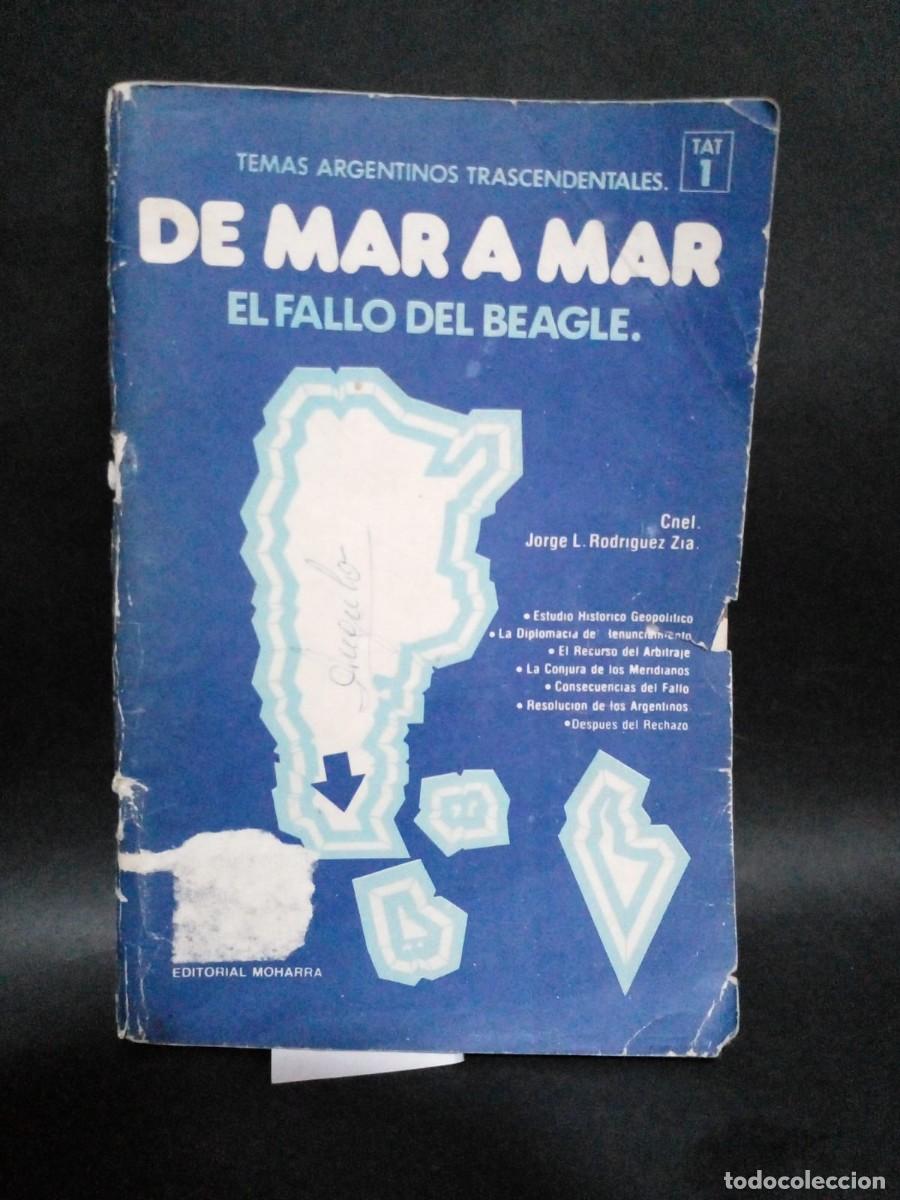 TEMAS ARGENTINOS TRASCENDENTALES.
TAT
1
DE MAR A MAR
EL FALLO DEL BEAGLE.
Cnel.
Jorge L. Rodriguez Zia.
• Estudio Historico Geopolitico
• La Diplomacia del
• El Recurso del Arbitraje
• La Conjura de los Meridianos
• Consecuencias del Fallo
• Resolucion de los Argentinos
• Despues del Rechazo
EDITORIAL MOHARRA
todocoleccion